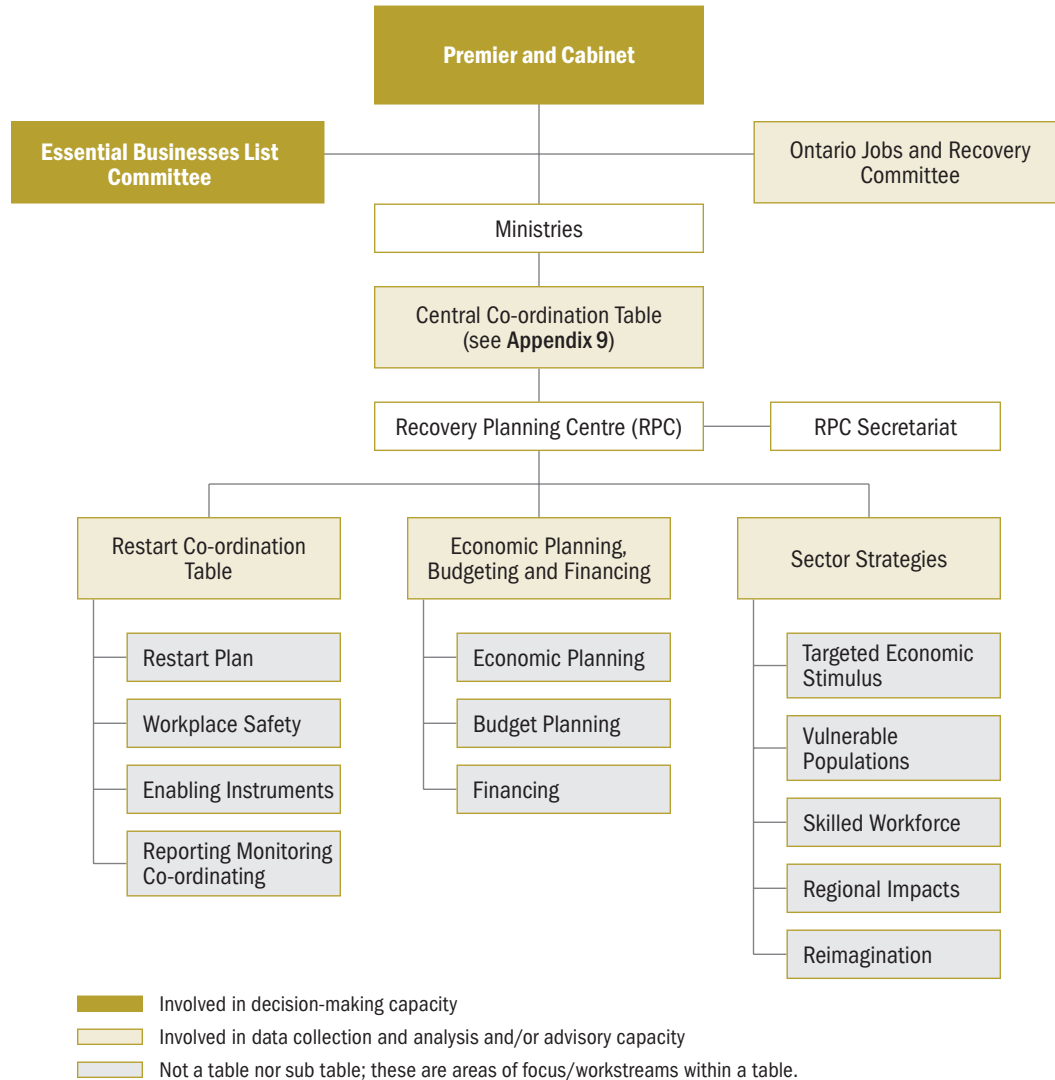 Premier and Cabinet
Essential Businesses List
Committee
Ontario Jobs and Recovery
Committee
Ministries
Central Co-ordination Table
(see Appendix 9)
Recovery Planning Centre (RPC)
RPC Secretariat
Restart Co-ordination
Table
Economic Planning,
Budgeting and Financing
Sector Strategies
Restart Plan
Workplace Safety
Enabling Instruments
Reporting Monitoring
Co-ordinating
Economic Planning
Budget Planning
Financing
Targeted Economic
Stimulus
Vulnerable
Populations
Skilled Workforce
Regional Impacts
Reimagination
Involved in decision-making capacity
Involved in data collection and analysis and/or advisory capacity
Not a table nor sub table; these are areas of focus/workstreams within a table.